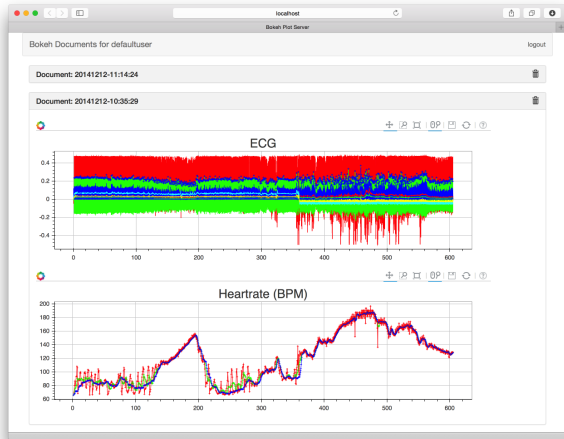 localhost
Bokeh Plot Server
Bokeh Documents for defaultuser
logout
Document: 20141212-11:14:24
Document: 20141212-10:35:29
ECG
0.4
0.2
0
-0.2
-0.4
0 100 200 300 400 500 600
Heartrate (BPM)
200
180
160
140
120
100
80
60
0 100 200 300 400 500 600